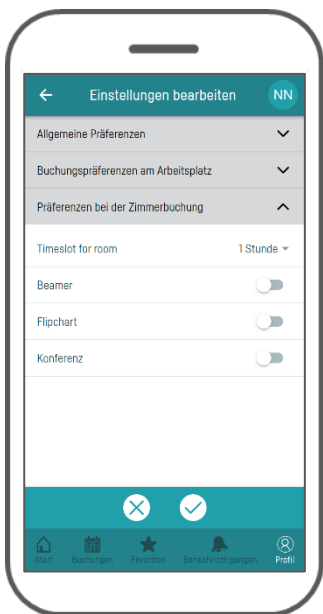 Einstellungen bearbeiten NN
Allgemeine Präferenzen
Buchungspräferenzen am Arbeitsplatz
Präferenzen bei der Zimmerbuchung
Timeslot for room 1 Stunde
Beamer
Flipchart
Konferenz
Start Buchungen Favoriten Benachrichtigungen Profil